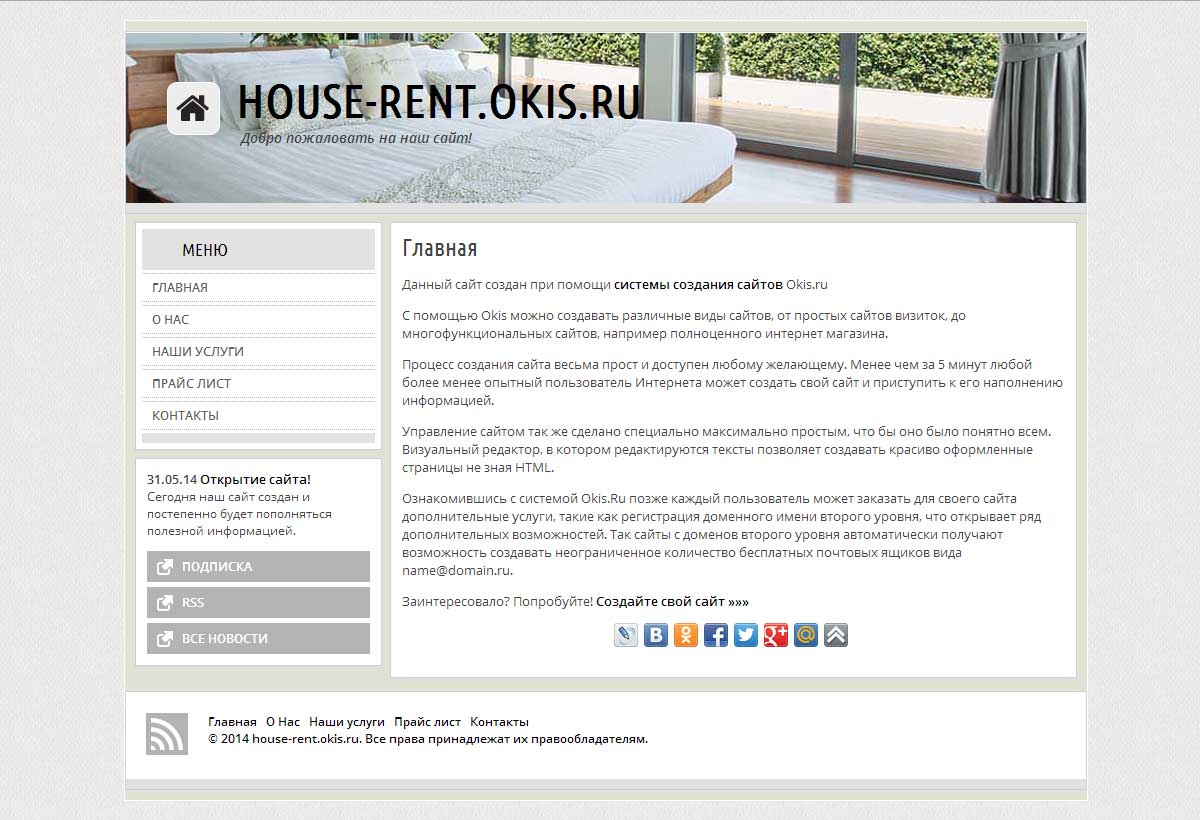 HOUSE-RENT.OKIS.RU
Добро пожаловать на наш сайт!
МЕНЮ
ГЛАВНАЯ
О НАС
НАШИ УСЛУГИ
ПРАЙС ЛИСТ
КОНТАКТЫ
31.05.14 Открытие сайта!
Сегодня наш сайт создан и
постепенно будет пополняться
полезной информацией.
ПОДПИСКА
RSS
ВСЕ НОВОСТИ
Главная
Данный сайт создан при помощи системы создания сайтов Okis.ru
С помощью Okis можно создавать различные виды сайтов, от простых сайтов визиток, до
многофункциональных сайтов, например полноценного интернет магазина.
Процесс создания сайта весьма прост и доступен любому желающему. Менее чем за 5 минут любой
более менее опытный пользователь Интернета может создать свой сайт и приступить к его наполнению
информацией.
Управление сайтом так же сделано специально максимально простым, что бы оно было понятно всем.
Визуальный редактор, в котором редактируются тексты позволяет создавать красиво оформленные
страницы не зная HTML.
Ознакомившись с системой Okis.Ru позже каждый пользователь может заказать для своего сайта
дополнительные услуги, такие как регистрация доменного имени второго уровня, что открывает ряд
дополнительных возможностей. Так сайты с доменов второго уровня автоматически получают
возможность создавать неограниченное количество бесплатных почтовых ящиков вида
name@domain.ru.
Заинтересовало? Попробуйте! Создайте свой сайт »»»
Главная О Нас Наши услуги Прайс лист Контакты
© 2014 house-rent.okis.ru. Все права принадлежат их правообладателям.